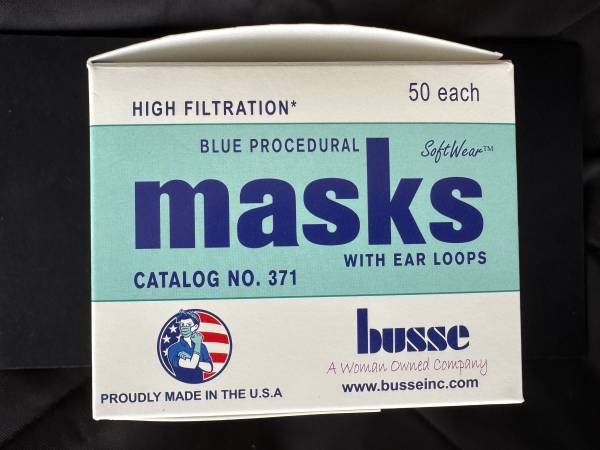 HIGH FILTRATION*
50 each
BLUE PROCEDURAL
SoftWear™
masks
WITH EAR LOOPS
CATALOG NO. 371
busse
A Woman Owned Company
www.busseinc.com
PROUDLY MADE IN THE U.S.A